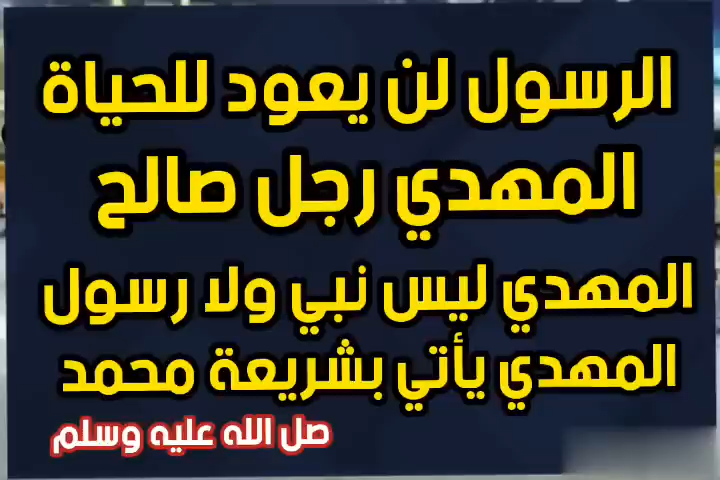 الرسول لن يعود للحياة
المهدي رجل صالح
المهدي ليس نبي ولا رسول
المهدي يأتي بشريعة محمد
صل الله عليه وسلم